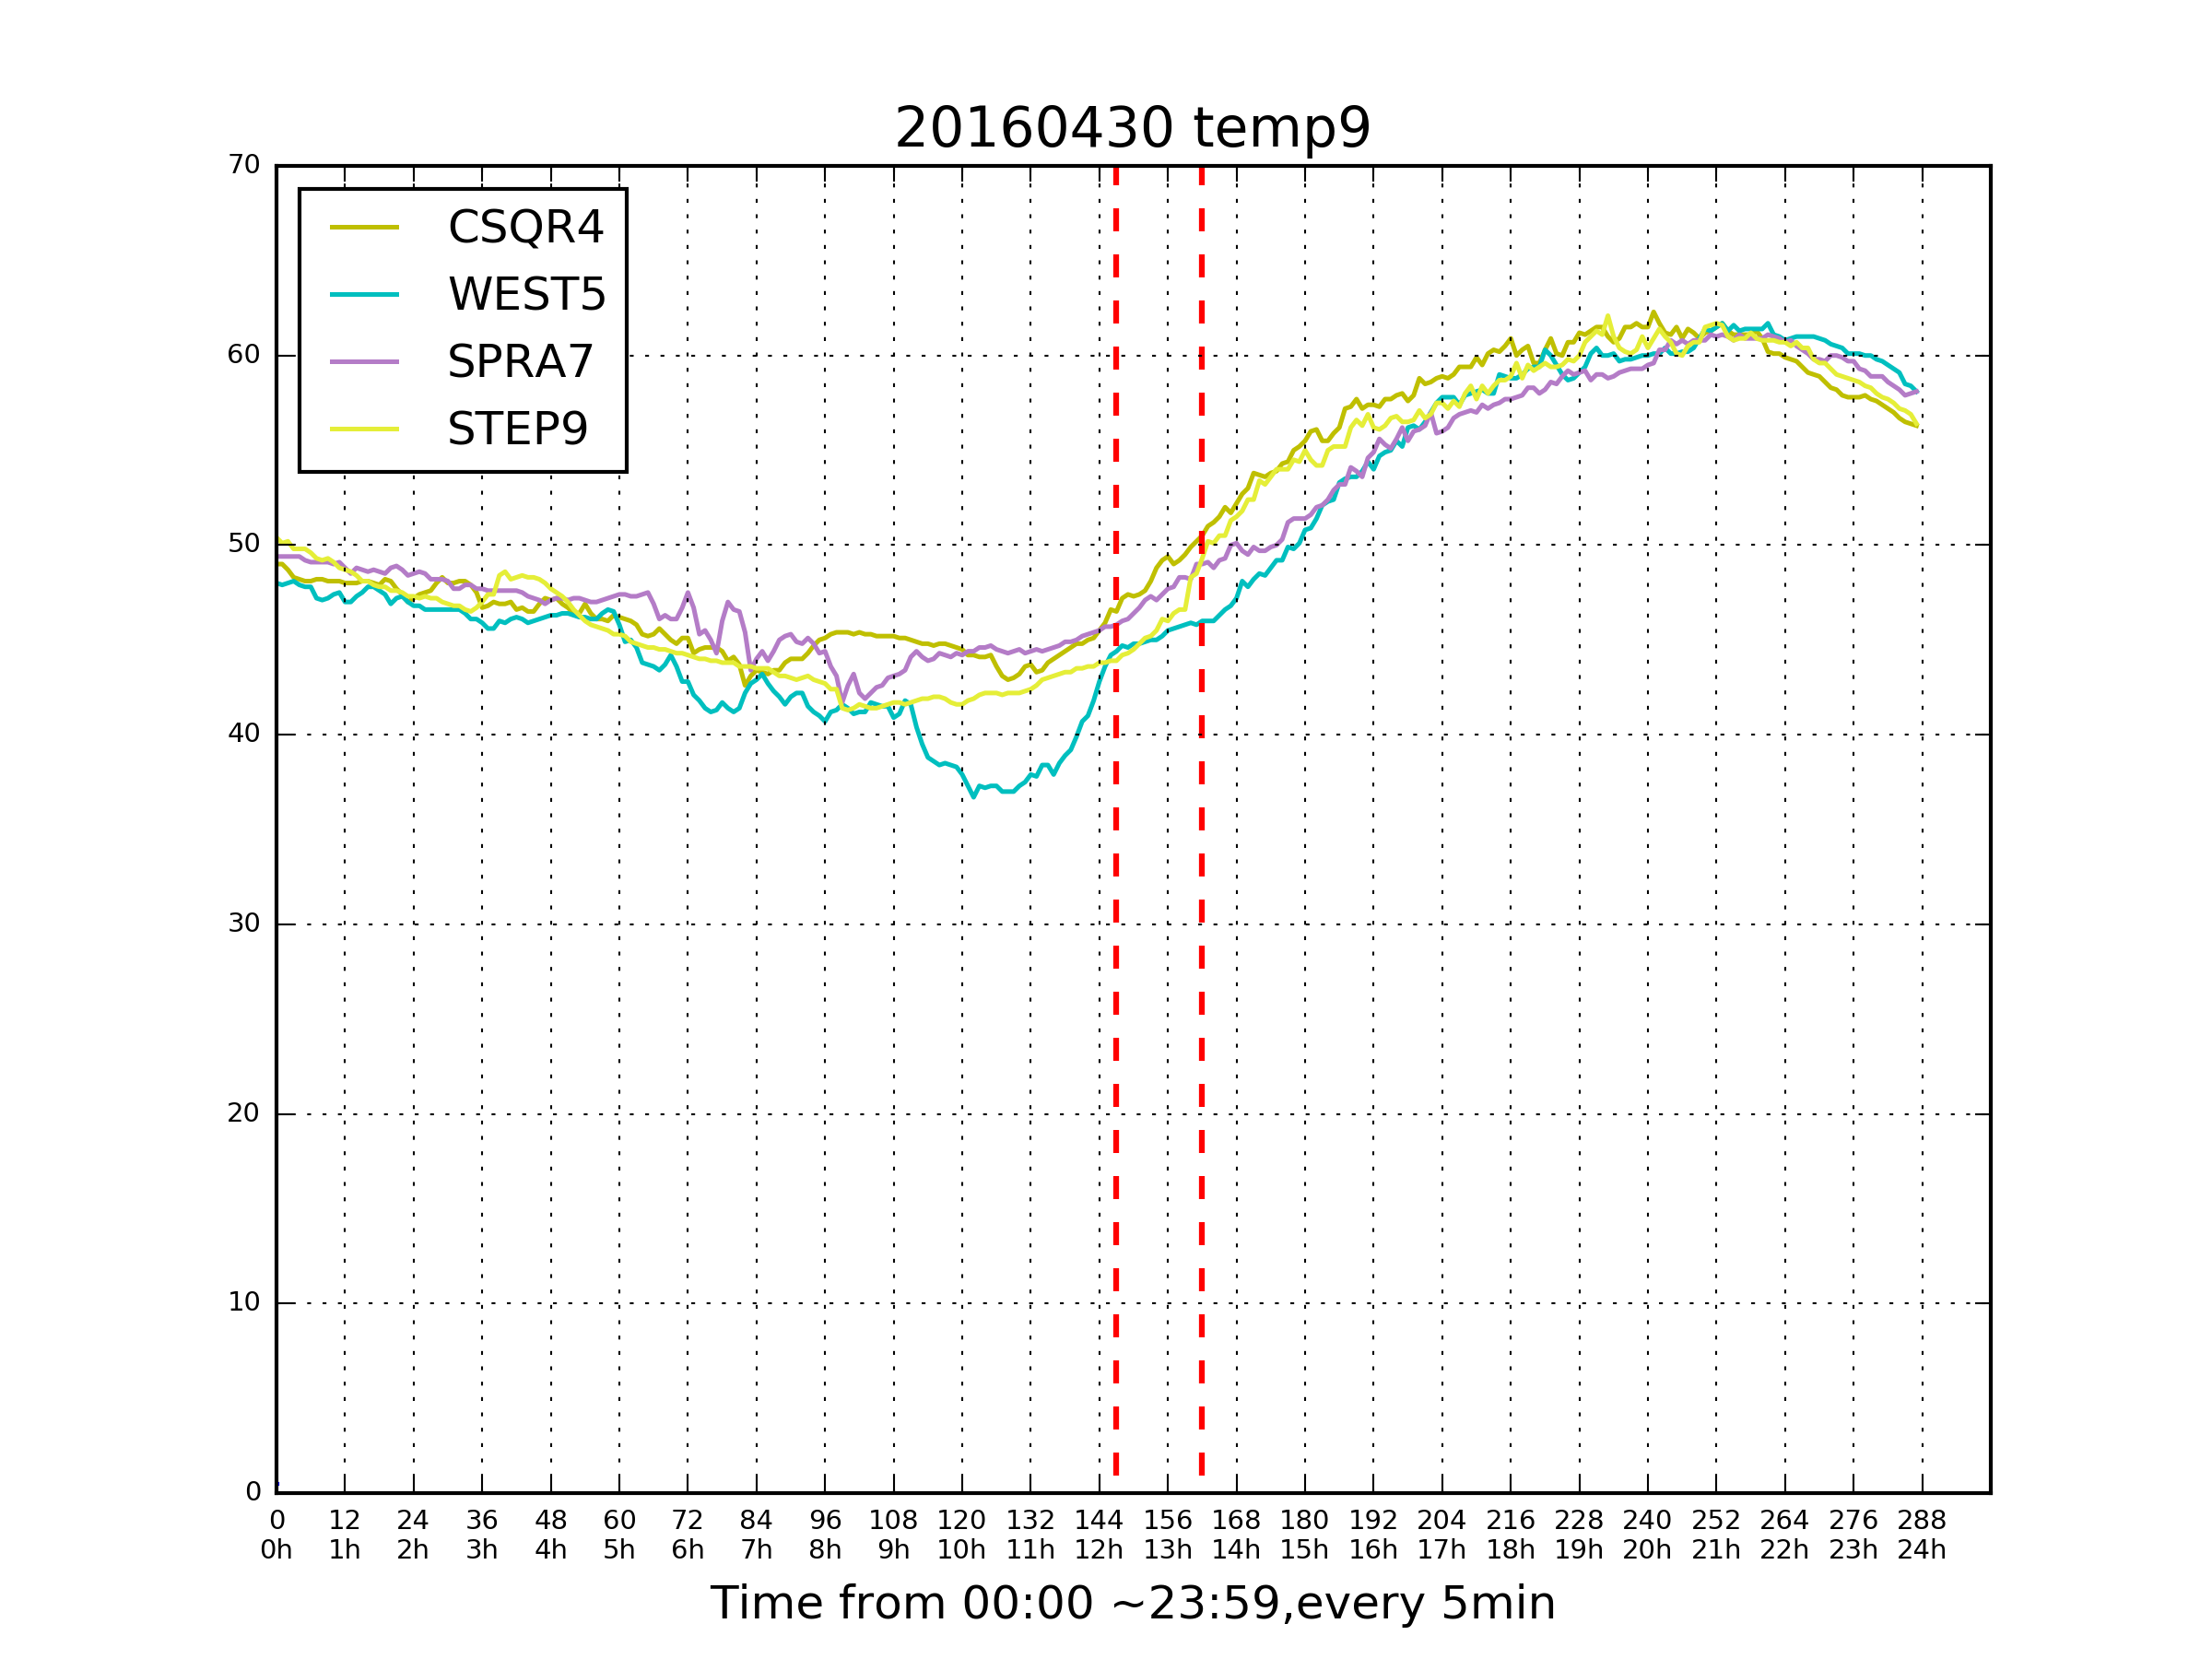 20160430 temp9
70
60
50
40
30
20
10
0
CSQR4
WEST5
SPRA7
STEP9
0 12 24 36 48 60 72 84 96 108 120 132 144 156 168 180 192 204 216 228 240 252 264 276 288
0h 1h 2h 3h 4h 5h 6h 7h 8h 9h 10h 11h 12h 13h 14h 15h 16h 17h 18h 19h 20h 21h 22h 23h 24h
Time from 00:00 ~23:59,every 5min